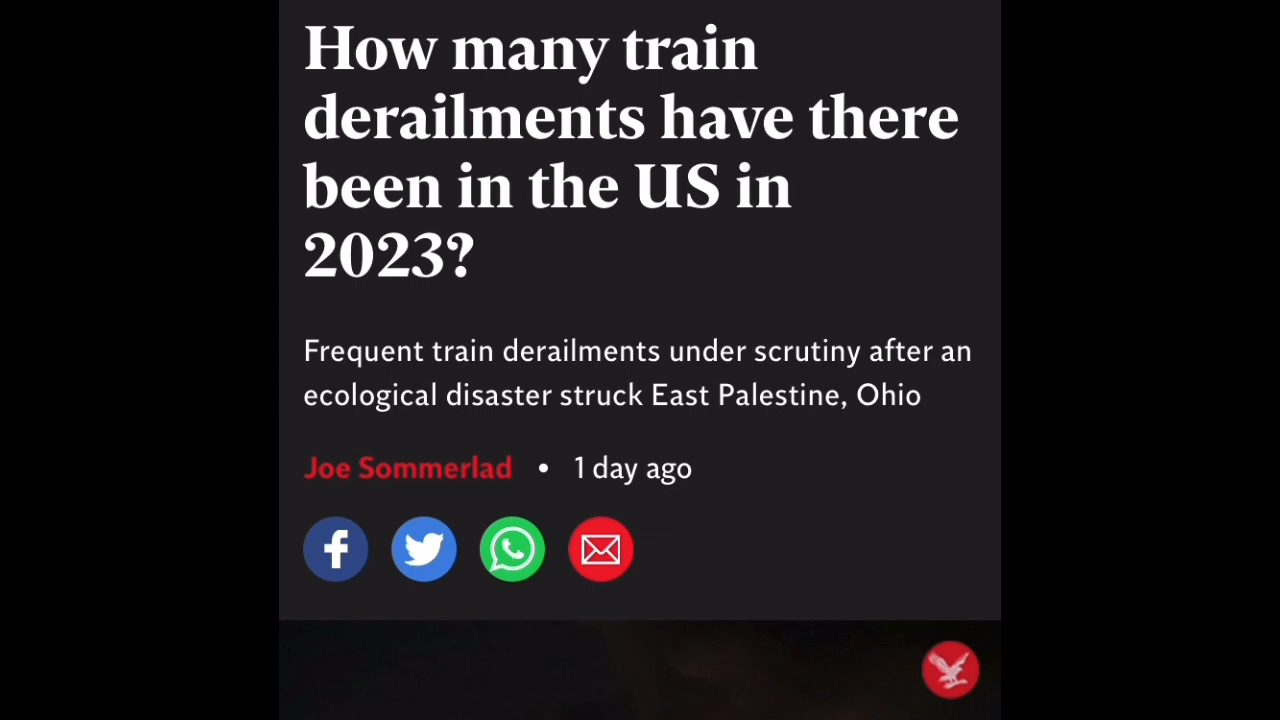 How many train
derailments have there
been in the US in
2023?
Frequent train derailments under scrutiny after an
ecological disaster struck East Palestine, Ohio
Joe Sommerlad • 1 day ago